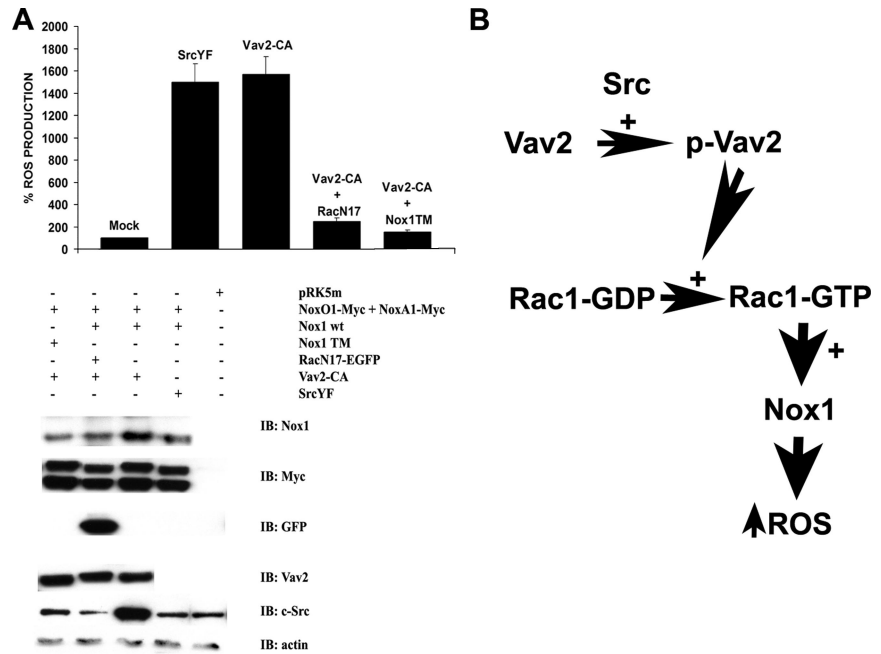 A
B
% ROS PRODUCTION
2000
1800
1600
1400
1200
1000
800
600
400
200
0
Mock
SrcYF
Vav2-CA
Vav2-CA
+
RacN17
Vav2-CA
+
Nox1TM
- - - - + pRK5m
+ + + + - NoxO1-Myc + NoxA1-Myc
- + + + - Nox1 wt
+ - - - - Nox1 TM
- + - - - RacN17-EGFP
+ + + - - Vav2-CA
- - - + - SrcYF
IB: Nox1
IB: Myc
IB: GFP
IB: Vav2
IB: c-Src
IB: actin
Src
+
Vav2 p-Vav2
+
Rac1-GDP Rac1-GTP
+
Nox1
ROS